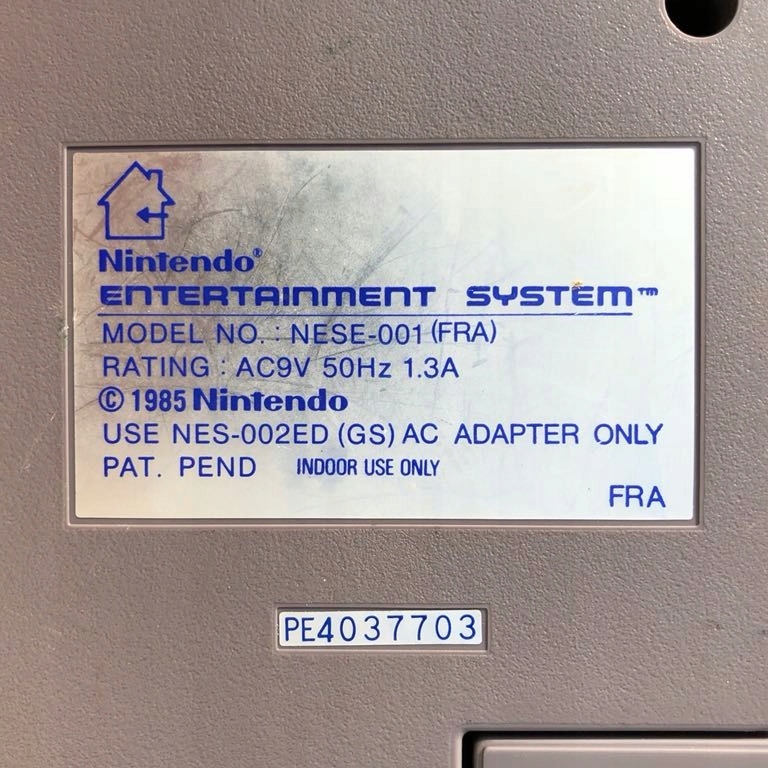 Nintendo®
ENTERTAINMENT SYSTEM™
MODEL NO. : NESE-001 (FRA)
RATING : AC9V 50Hz 1.3A
© 1985 Nintendo
USE NES-002ED (GS) AC ADAPTER ONLY
PAT. PEND INDOOR USE ONLY
FRA
PE4037703